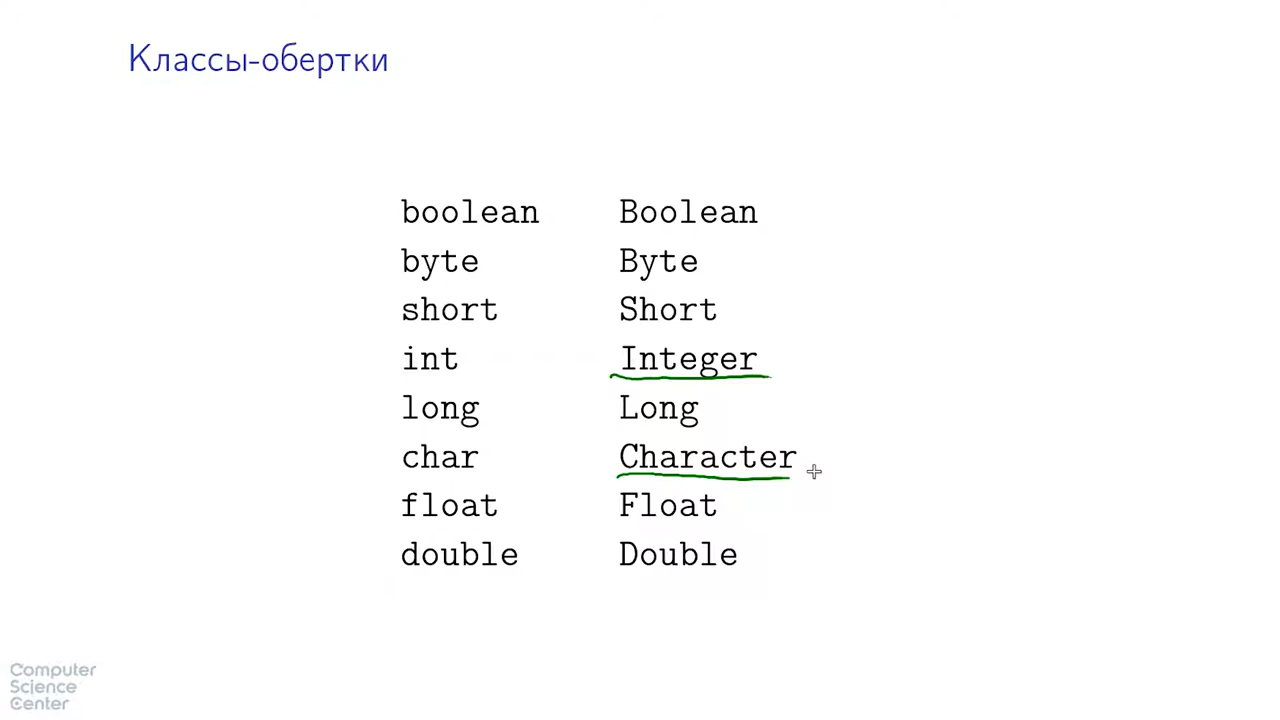 Классы-обертки
boolean Boolean
byte Byte
short Short
int Integer
long Long
char Character
float Float
double Double
Computer
Science
Center